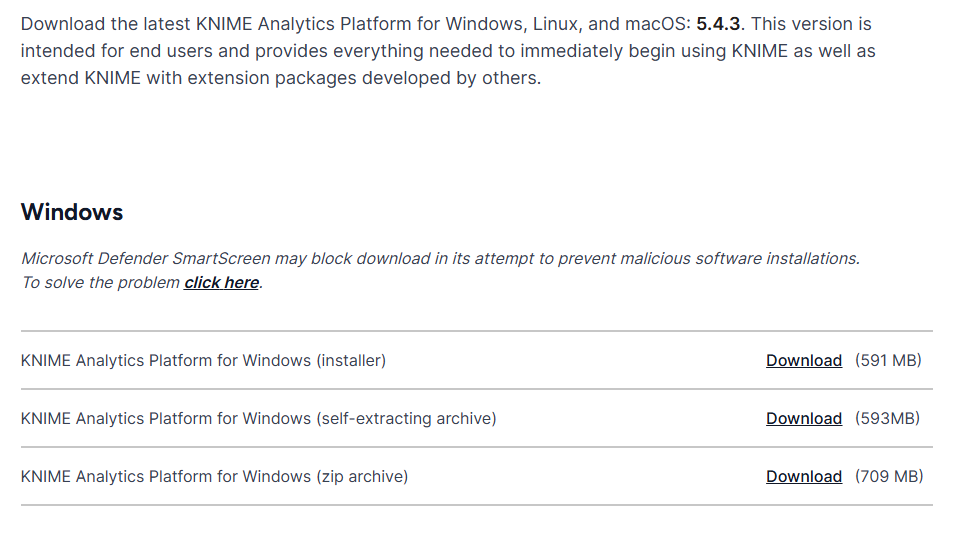 Download the latest KNIME Analytics Platform for Windows, Linux, and macOS: 5.4.3. This version is
intended for end users and provides everything needed to immediately begin using KNIME as well as
extend KNIME with extension packages developed by others.
Windows
Microsoft Defender SmartScreen may block download in its attempt to prevent malicious software installations.
To solve the problem click here.
KNIME Analytics Platform for Windows (installer) Download (591 MB)
KNIME Analytics Platform for Windows (self-extracting archive) Download (593MB)
KNIME Analytics Platform for Windows (zip archive) Download (709 MB)